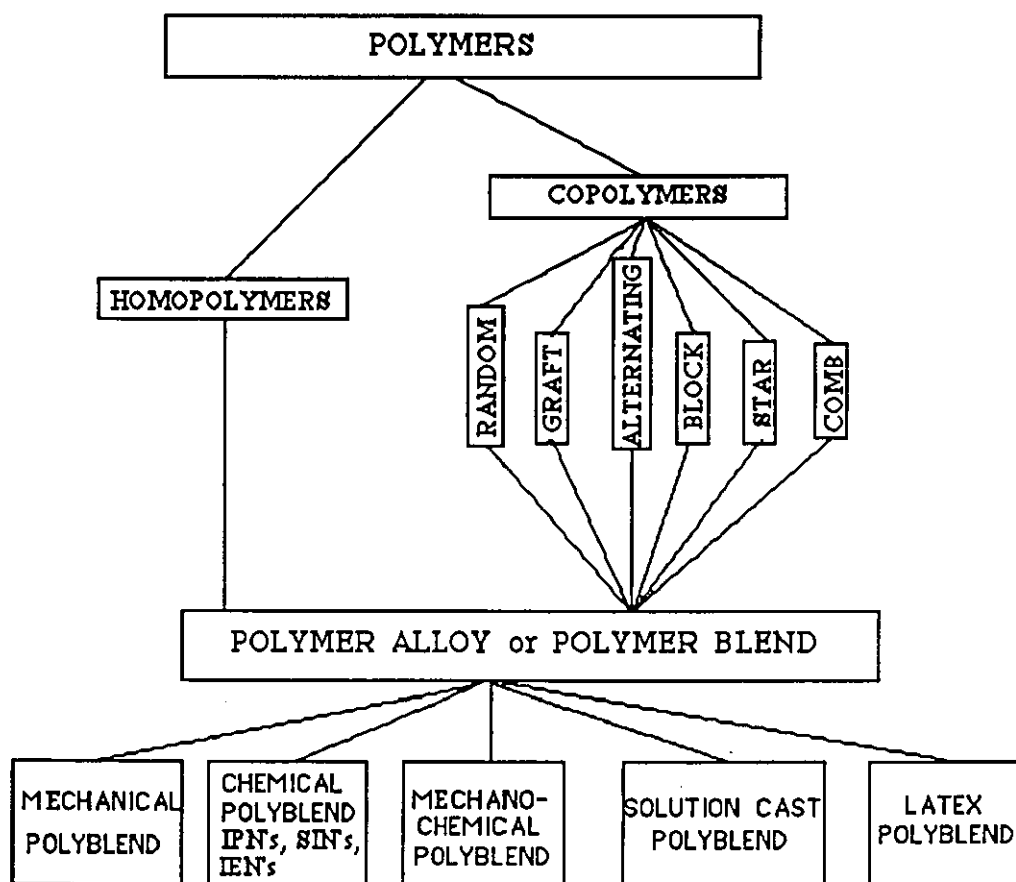 POLYMERS
COPOLYMERS
HOMOPOLYMERS
RANDOM
GRAFT
ALTERNATING
BLOCK
STAR
COMB
POLYMER ALLOY or POLYMER BLEND
MECHANICAL
POLYBLEND
CHEMICAL
POLYBLEND
IPN's, SIN's,
IEN's
MECHANO-
CHEMICAL
POLYBLEND
SOLUTION CAST
POLYBLEND
LATEX
POLYBLEND